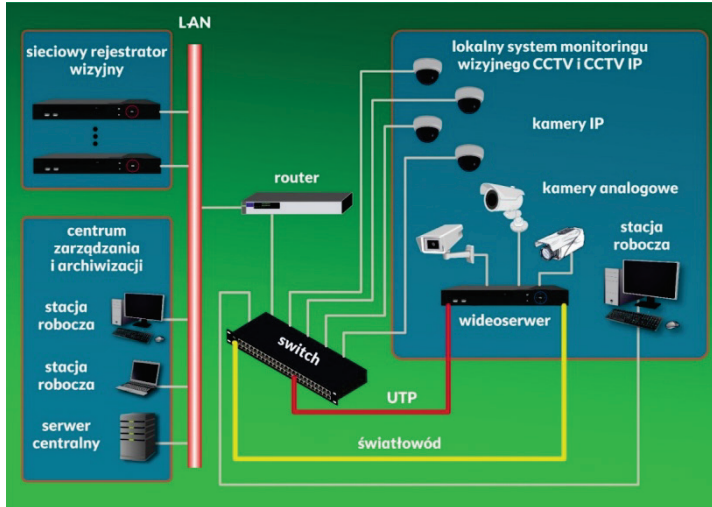 LAN
sieciowy rejestrator
wizyjny
centrum
zarządzania
i archiwizacji
stacja
robocza
stacja
robocza
serwer
centralny
router
switch
UTP
światłowód
lokalny system monitoringu
wizyjnego CCTV i CCTV IP
kamery IP
kamery analogowe
stacja
robocza
wideoserwer